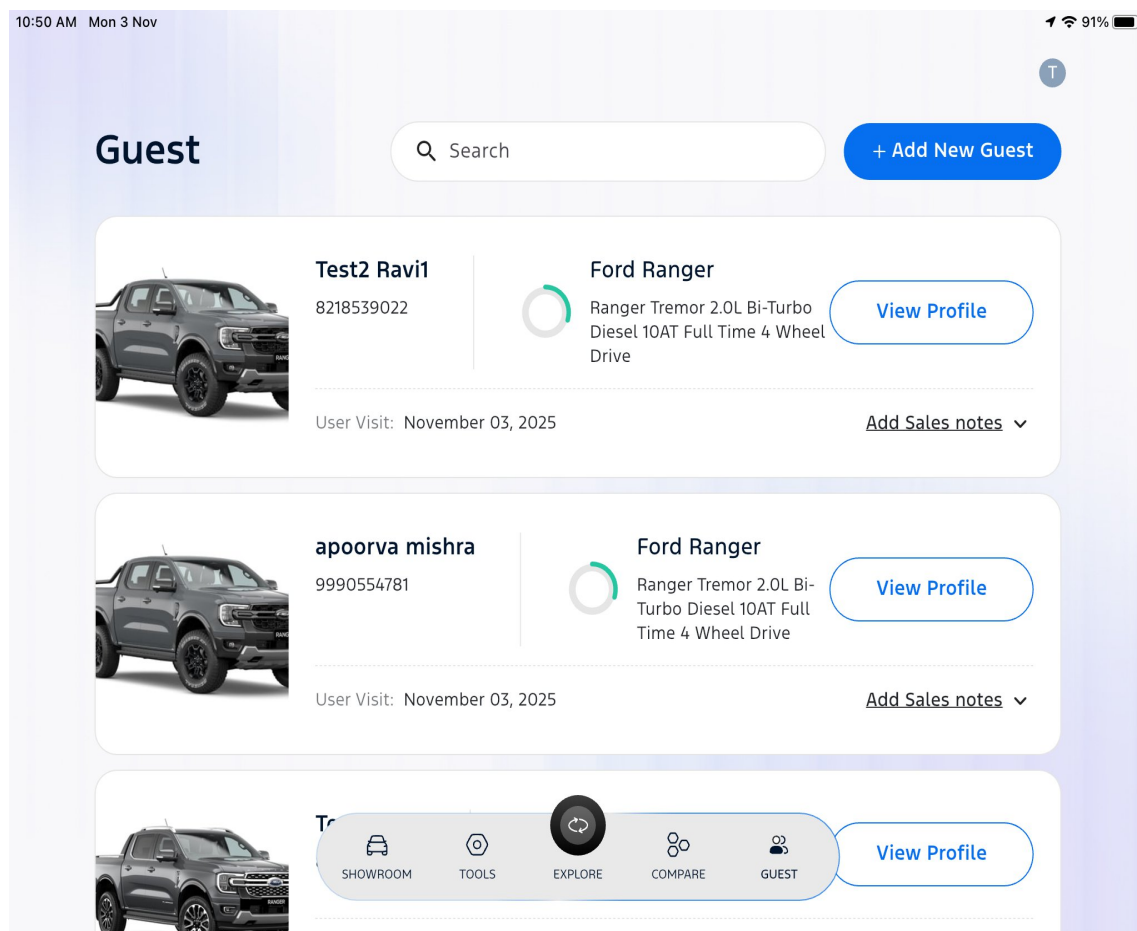 10:50 AM Mon 3 Nov
91%
T
Guest
Search
+ Add New Guest
Test2 Ravi1
8218539022
Ford Ranger
Ranger Tremor 2.0L Bi-Turbo
Diesel 10AT Full Time 4 Wheel
Drive
View Profile
User Visit: November 03, 2025
Add Sales notes
apoorva mishra
9990554781
Ford Ranger
Ranger Tremor 2.0L Bi-
Turbo Diesel 10AT Full
Time 4 Wheel Drive
View Profile
User Visit: November 03, 2025
Add Sales notes
View Profile
RANGER
SHOWROOM
TOOLS
EXPLORE
COMPARE
GUEST